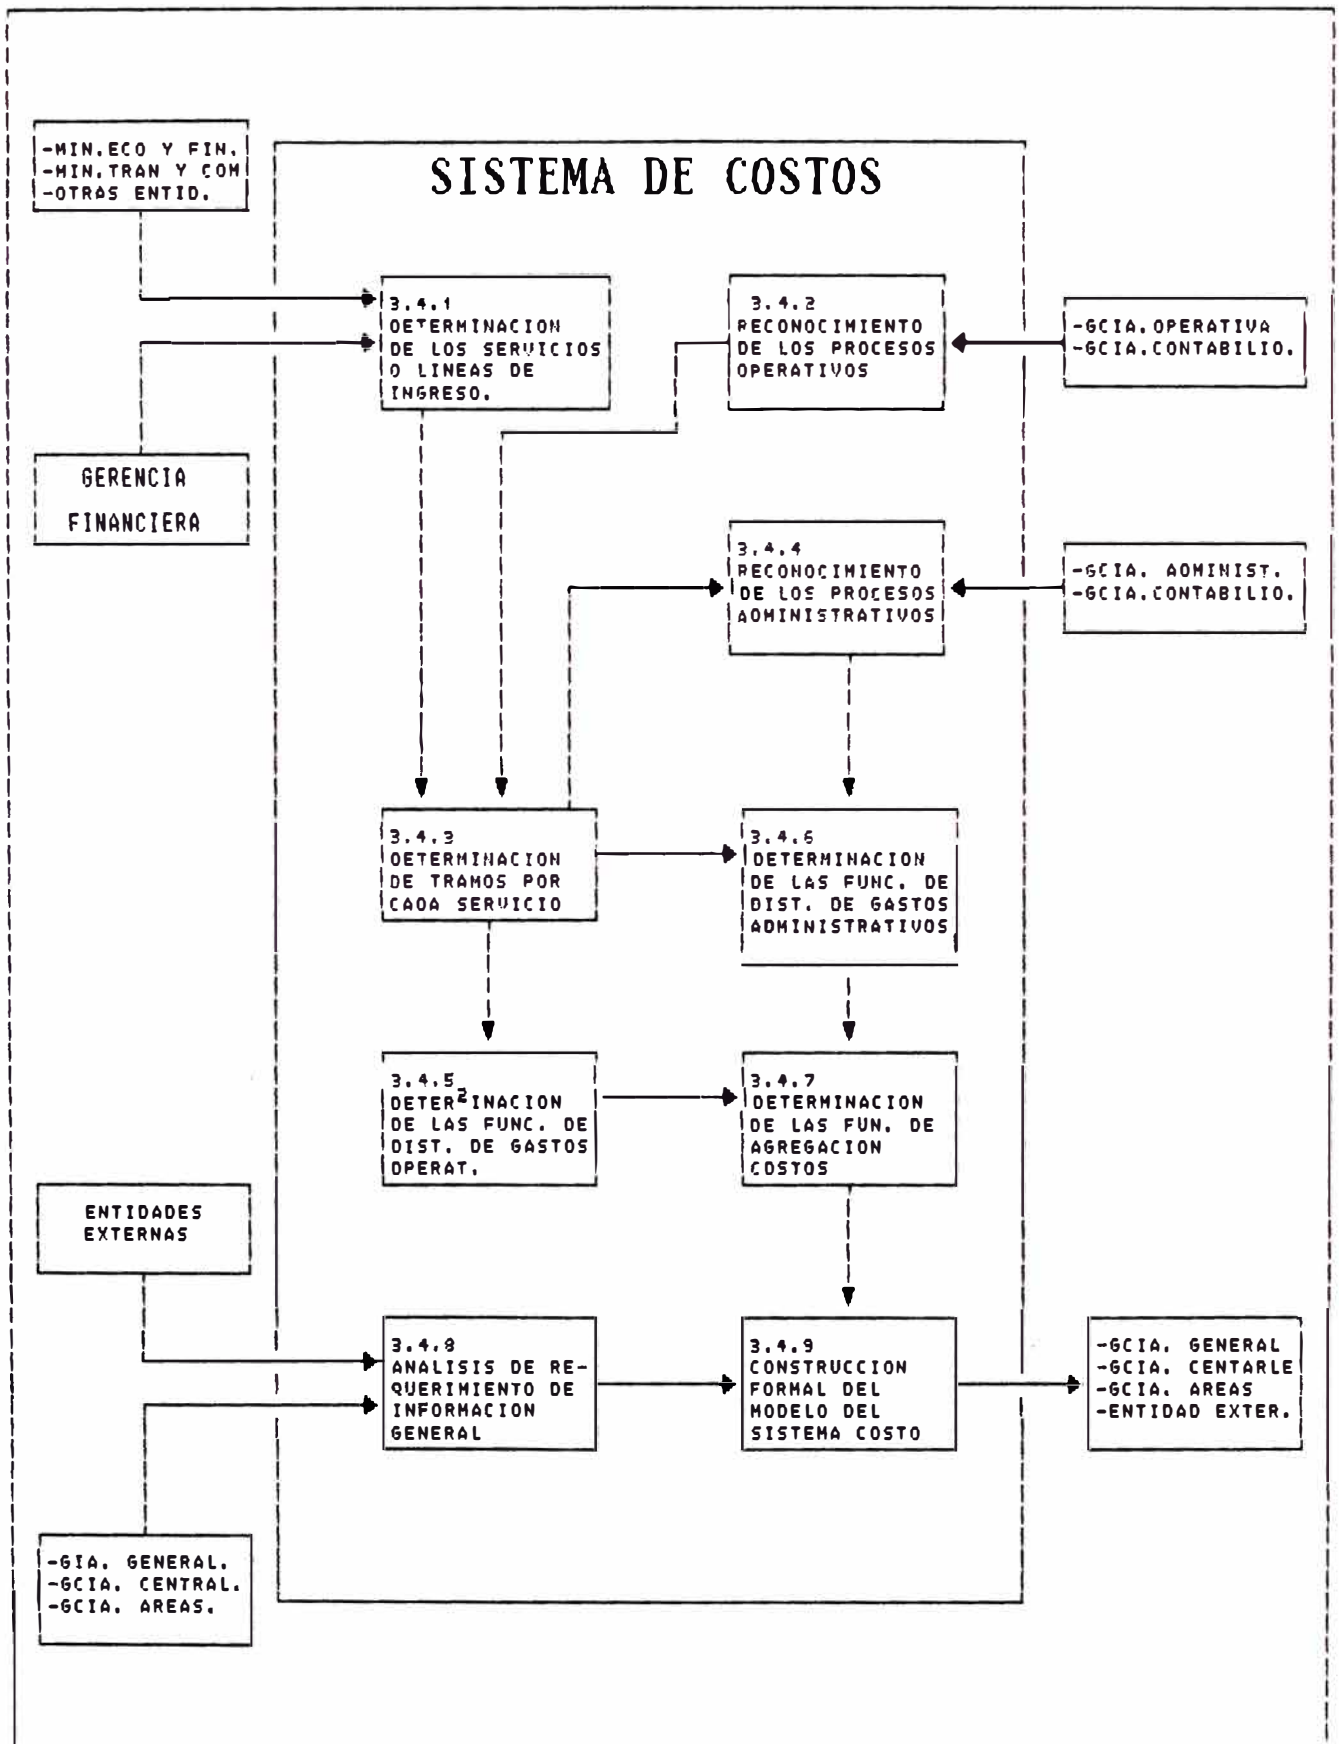 -MIN.ECO Y FIN.
-MIN.TRAN Y COM
-OTRAS ENTID.
SISTEMA DE COSTOS
3.4.1
DETERMINACION
DE LOS SERVICIOS
O LINEAS DE
INGRESO.
3.4.2
RECONOCIMIENTO
DE LOS PROCESOS
OPERATIVOS
-GCIA.OPERATIVA
-GCIA.CONTABILIO.
GERENCIA
FINANCIERA
3.4.4
RECONOCIMIENTO
DE LOS PROCESOS
AOMINISTRATIVOS
-GCIA. AOMINIST.
-GCIA.CONTABILIO.
3.4.3
DETERMINACION
DE TRAMOS POR
CAOA SERVICIO
3.4.6
DETERMINACION
DE LAS FUNC. DE
DIST. DE GASTOS
ADMINISTRATIVOS
3.4.5
DETER2INACION
DE LAS FUNC. DE
DIST. DE GASTOS
OPERAT.
3.4.7
DETERMINACION
DE LAS FUN. DE
AGREGACION
COSTOS
ENTIDADES
EXTERNAS
3.4.8
ANALISIS DE RE-
QUERIMIENTO DE
INFORMACION
GENERAL
3.4.9
CONSTRUCCION
FORMAL DEL
MODELO DEL
SISTEMA COSTO
-GCIA. GENERAL
-GCIA. CENTARLE
-GCIA. AREAS
-ENTIDAD EXTER.
-GIA. GENERAL.
-GCIA. CENTRAL.
-GCIA. AREAS.